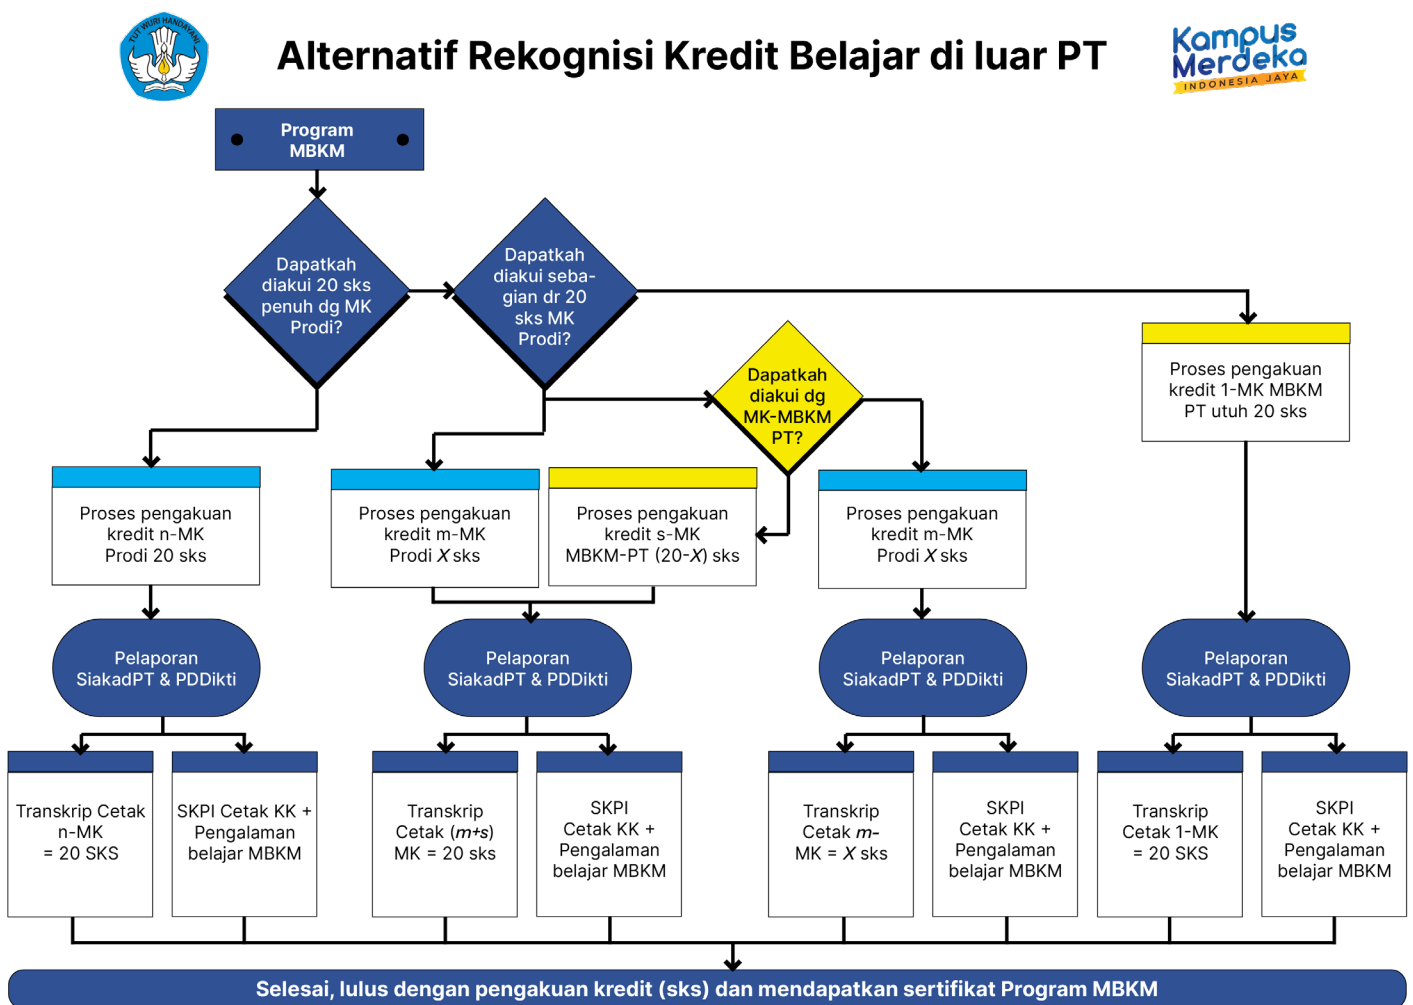 TUT WURI HANDAYANI
Alternatif Rekognisi Kredit Belajar di luar PT
Kampus
Merdeka
INDONESIA JAYA
Program
MBKM
Dapatkah
diakui 20 sks
penuh dg MK
Prodi?
Dapatkah
diakui seba-
gian dr 20
sks MK
Prodi?
Dapatkah
diakui dg
MK-MBKM
PT?
Proses pengakuan
kredit 1-MK MBKM
PT utuh 20 sks
Proses pengakuan
kredit n-MK
Prodi 20 sks
Proses pengakuan
kredit m-MK
Prodi X sks
Proses pengakuan
kredit s-MK
MBKM-PT (20-X) sks
Proses pengakuan
kredit m-MK
Prodi X sks
Pelaporan
SiakadPT & PDDikti
Pelaporan
SiakadPT & PDDikti
Pelaporan
SiakadPT & PDDikti
Pelaporan
SiakadPT & PDDikti
Transkrip Cetak
n-MK
= 20 SKS
SKPI Cetak KK +
Pengalaman
belajar MBKM
Transkrip
Cetak (m+s)
MK = 20 sks
SKPI
Cetak KK +
Pengalaman
belajar MBKM
Transkrip
Cetak m-
MK = X sks
SKPI
Cetak KK +
Pengalaman
belajar MBKM
Transkrip
Cetak 1-MK
= 20 SKS
SKPI
Cetak KK +
Pengalaman
belajar MBKM
Selesai, lulus dengan pengakuan kredit (sks) dan mendapatkan sertifikat Program MBKM